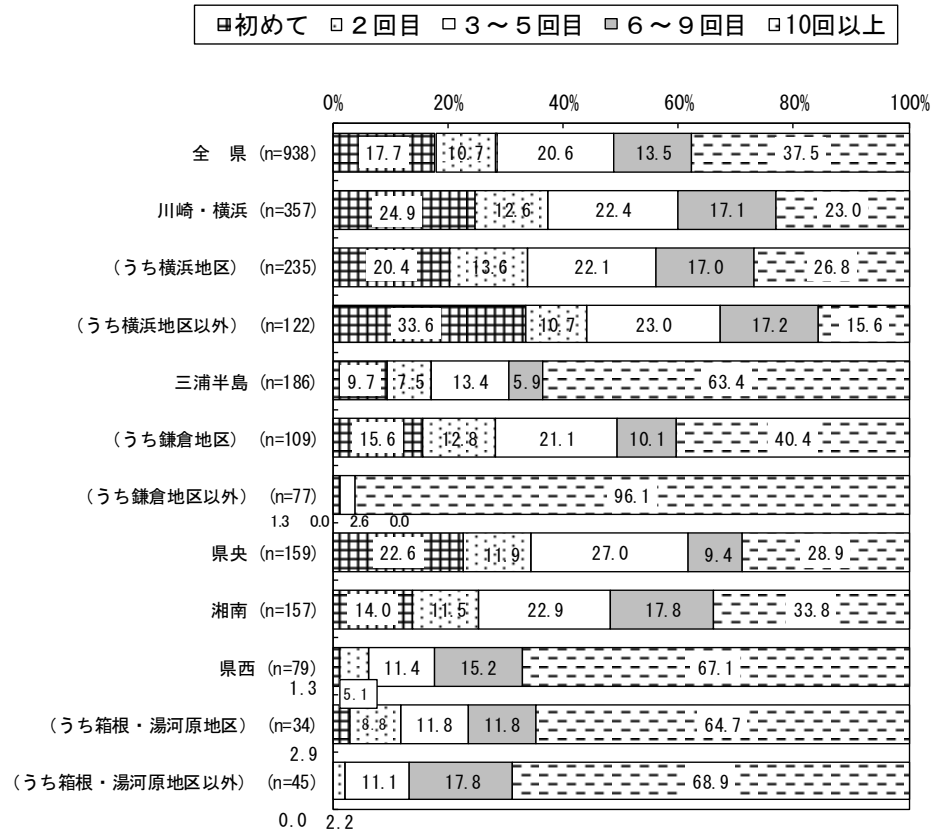 初めて ２回目 ３～５回目 ６～９回目 10回以上
0% 20% 40% 60% 80% 100%
全　県 (n=938) 17.7 10.7 20.6 13.5 37.5
川崎・横浜 (n=357) 24.9 12.6 22.4 17.1 23.0
（うち横浜地区） (n=235) 20.4 13.6 22.1 17.0 26.8
（うち横浜地区以外） (n=122) 33.6 10.7 23.0 17.2 15.6
三浦半島 (n=186) 9.7 7.5 13.4 5.9 63.4
（うち鎌倉地区） (n=109) 15.6 12.8 21.1 10.1 40.4
（うち鎌倉地区以外） (n=77) 96.1
1.3 0.0 2.6 0.0
県央 (n=159) 22.6 11.9 27.0 9.4 28.9
湘南 (n=157) 14.0 11.5 22.9 17.8 33.8
県西 (n=79) 11.4 15.2 67.1
1.3 5.1
（うち箱根・湯河原地区） (n=34) 8.8 11.8 11.8 64.7
2.9
（うち箱根・湯河原地区以外） (n=45) 11.1 17.8 68.9
0.0 2.2